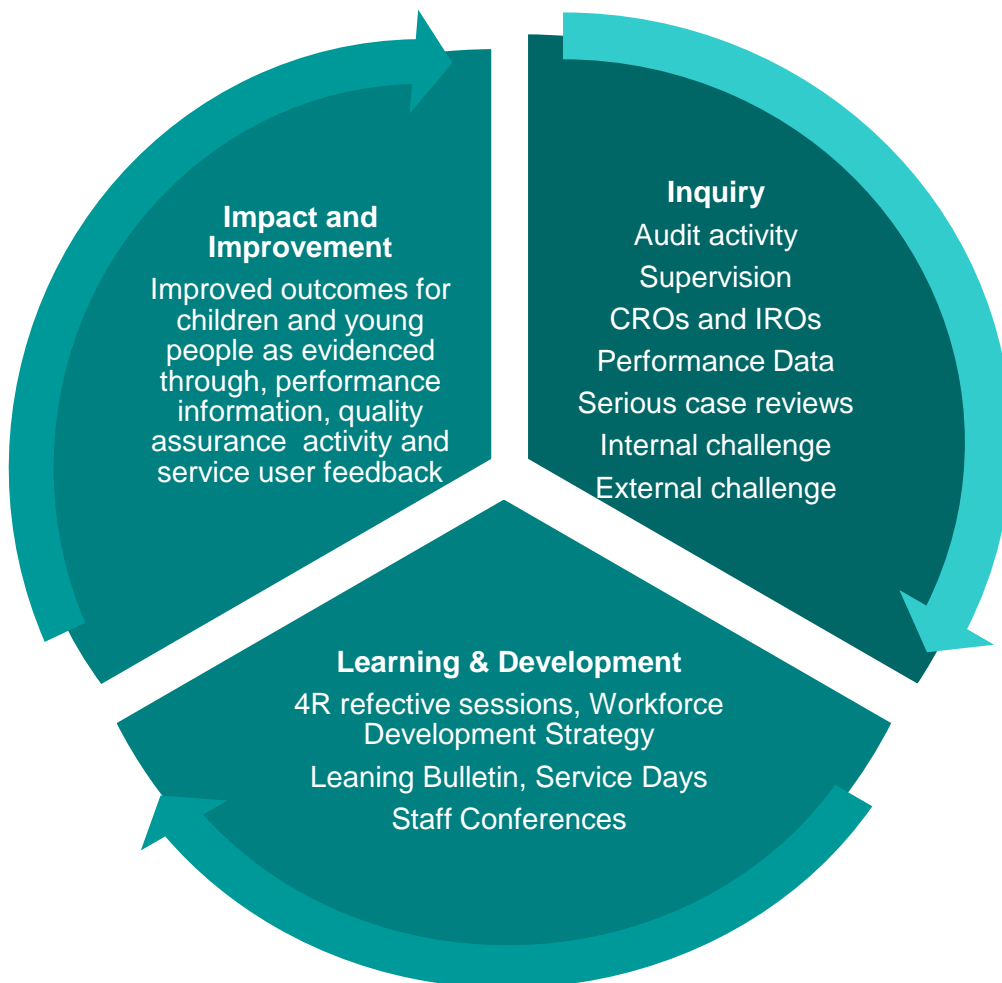 Impact and
Improvement
Improved outcomes for
children and young
people as evidenced
through, performance
information, quality
assurance  activity and
service user feedback
Inquiry
Audit activity
Supervision
CROs and IROs
Performance Data
Serious case reviews
Internal challenge
External challenge
Learning & Development
4R refective sessions, Workforce
Development Strategy
Leaning Bulletin, Service Days
Staff Conferences